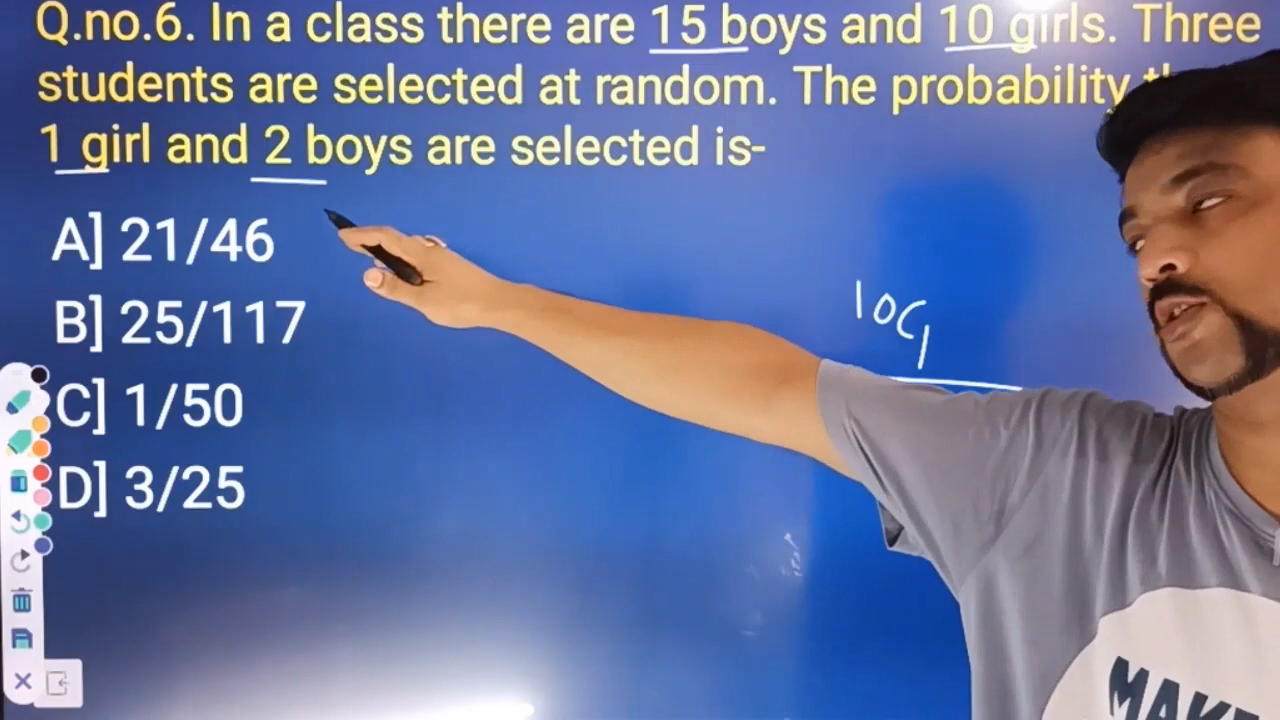 Q.no.6. In a class there are 15 boys and 10 girls. Three
students are selected at random. The probability
1 girl and 2 boys are selected is-
A] 21/46
B] 25/117
C] 1/50
D] 3/25
10C1
MAKE